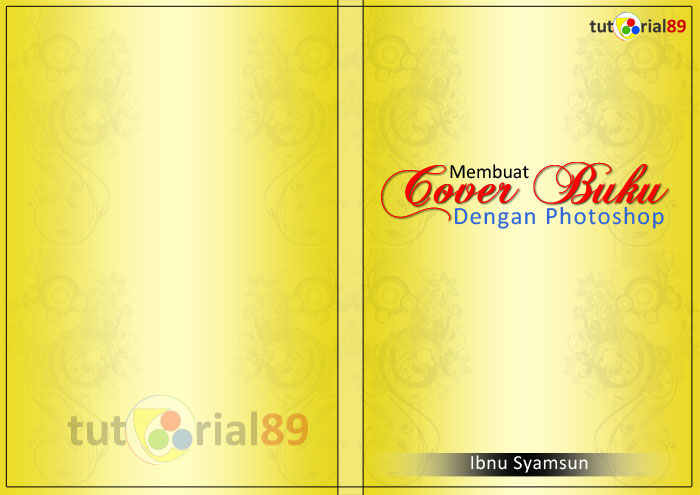 tutorial89
Membuat
Cover Buku
Dengan Photoshop
tutorial89
Ibnu Syamsun